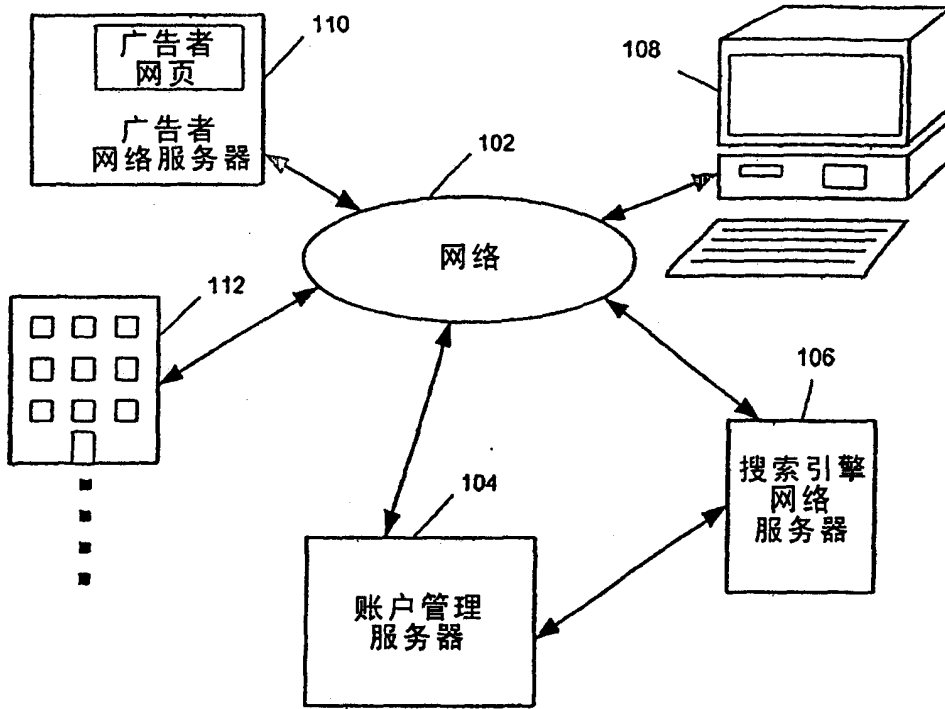 110
广告者
网页
广告者
网络服务器
108
102
网络
112
106
搜索引擎
网络
服务器
104
账户管理
服务器